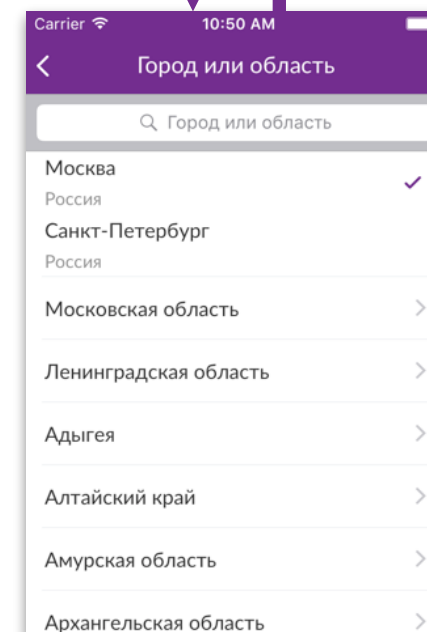 Carrier 10:50 AM
Город или область
Город или область
Москва
Россия
Санкт-Петербург
Россия
Московская область
Ленинградская область
Адыгея
Алтайский край
Амурская область
Архангельская область